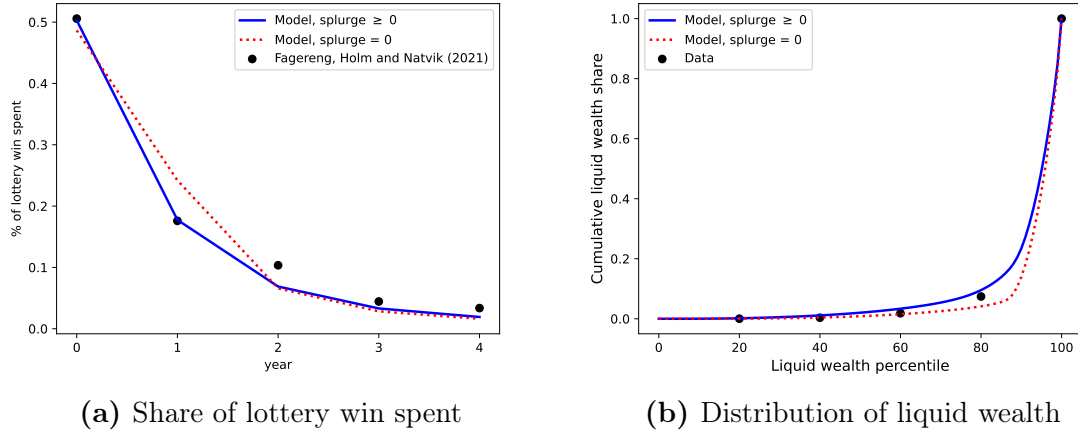 Model, splurge ≥ 0
Model, splurge = 0
Fagereng, Holm and Natvik (2021)
% of lottery win spent
0.5
0.4
0.3
0.2
0.1
0.0
0 1 2 3 4
year
(a) Share of lottery win spent
Model, splurge ≥ 0
Model, splurge = 0
Data
Cumulative liquid wealth share
1.0
0.8
0.6
0.4
0.2
0.0
0 20 40 60 80 100
Liquid wealth percentile
(b) Distribution of liquid wealth